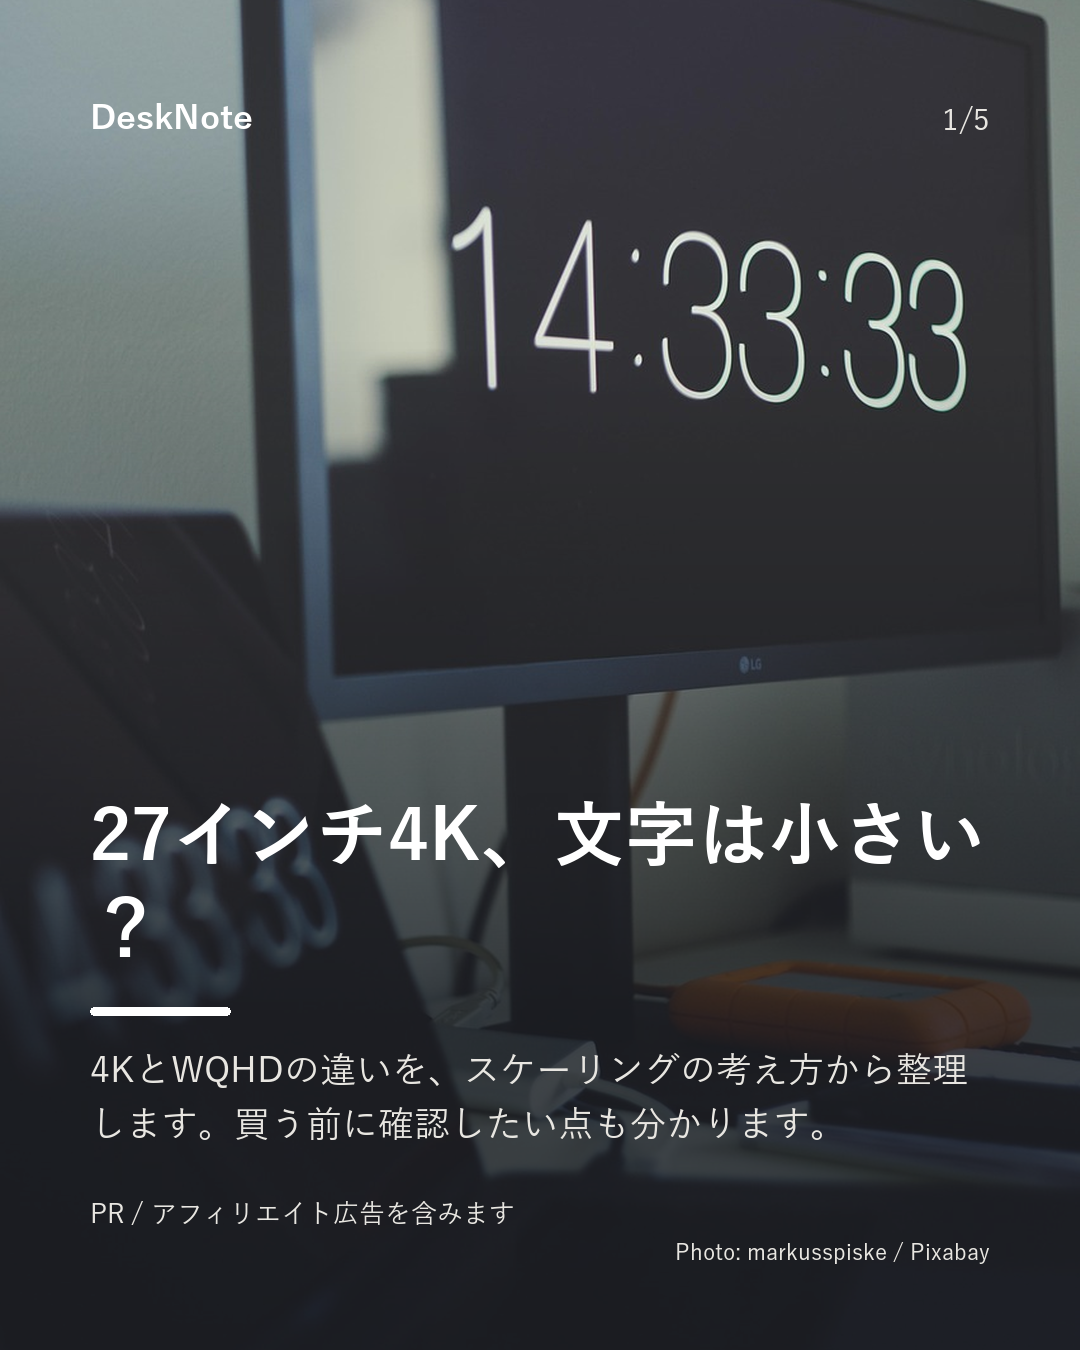 DeskNote
1/5
14:33:33
LG
27インチ4K、文字は小さい
?
4KとWQHDの違いを、スケーリングの考え方から整理
します。買う前に確認したい点も分かります。
PR / アフィリエイト広告を含みます
Photo: markusspiske / Pixabay